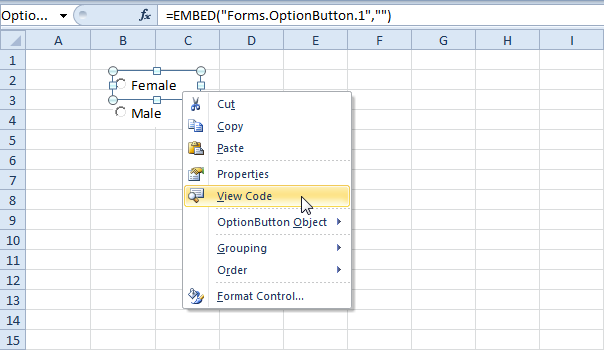 Optio... fx =EMBED("Forms.OptionButton.1","")
A B C D E F G H I
1
2 Female
3
4 Male
5
6
7
8
9
10
11
12
13
14
15
Cut
Copy
Paste
Properties
View Code
OptionButton Object
Grouping
Order
Format Control...